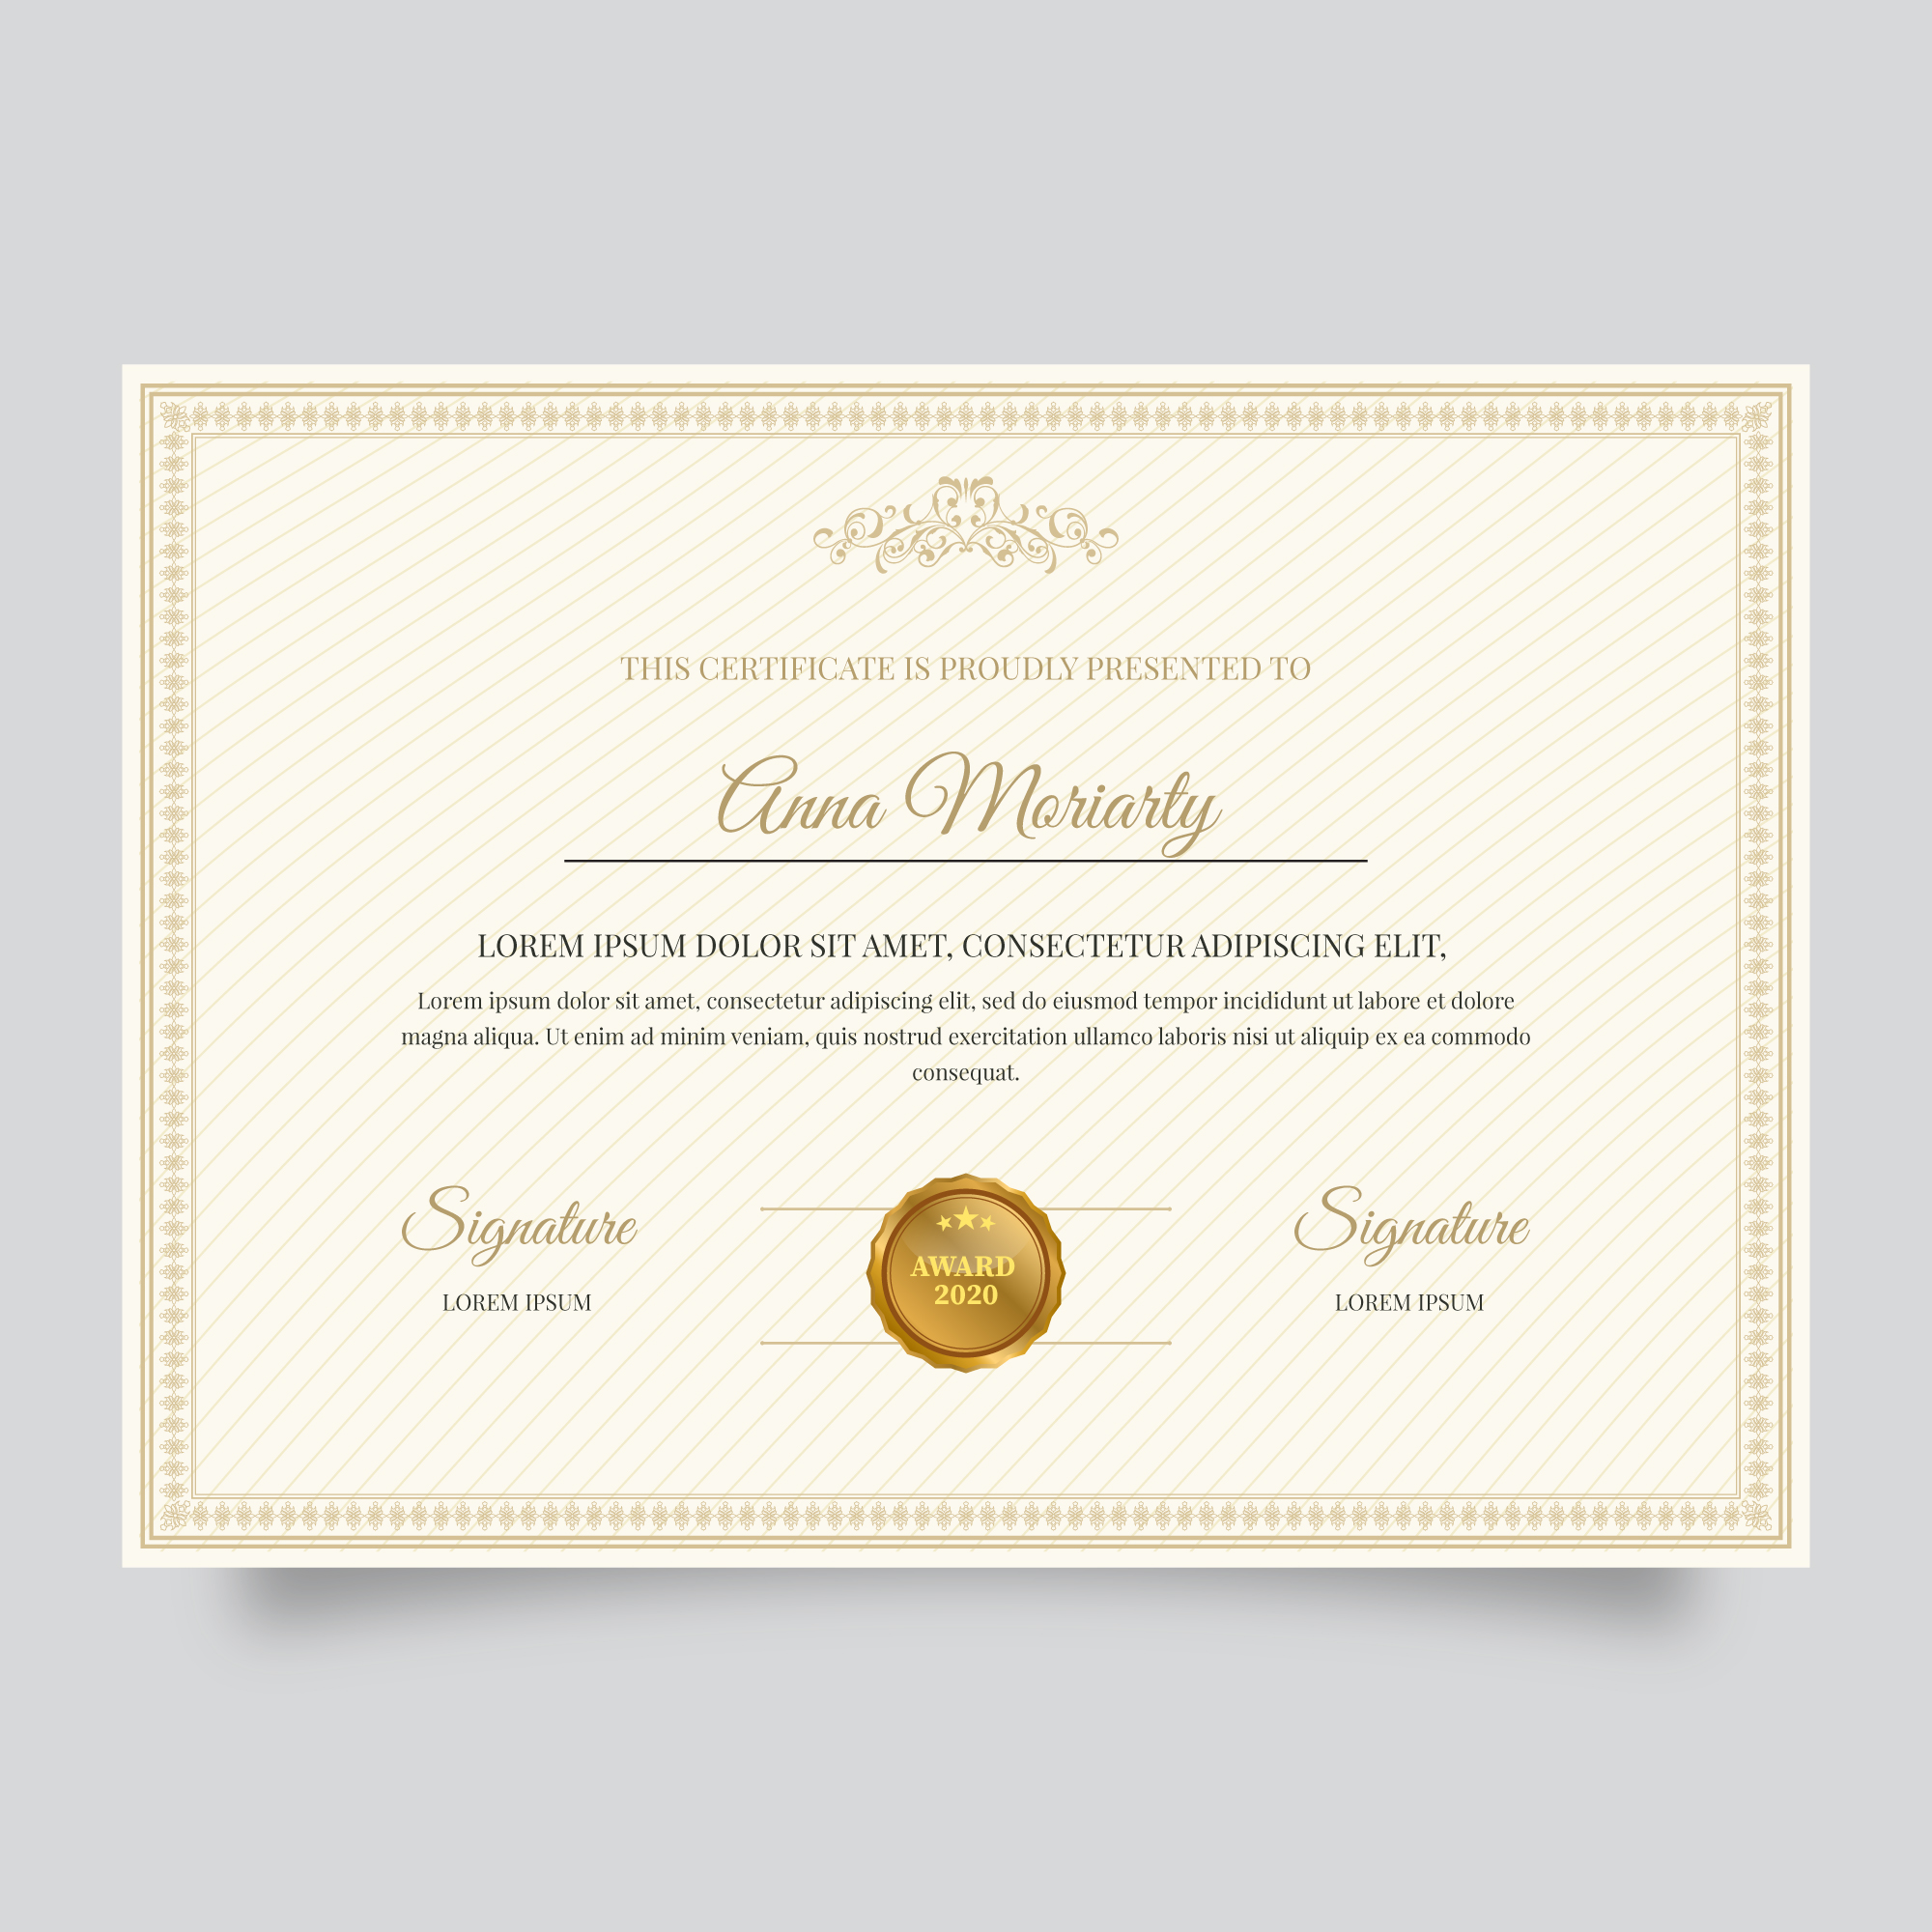 THIS CERTIFICATE IS PROUDLY PRESENTED TO
Anna Moriarty
LOREM IPSUM DOLOR SIT AMET, CONSECTETUR ADIPISCING ELIT,
Lorem ipsum dolor sit amet, consectetur adipiscing elit, sed do eiusmod tempor incididunt ut labore et dolore
magna aliqua. Ut enim ad minim veniam, quis nostrud exercitation ullamco laboris nisi ut aliquip ex ea commodo
consequat.
Signature
LOREM IPSUM
AWARD
2020
Signature
LOREM IPSUM